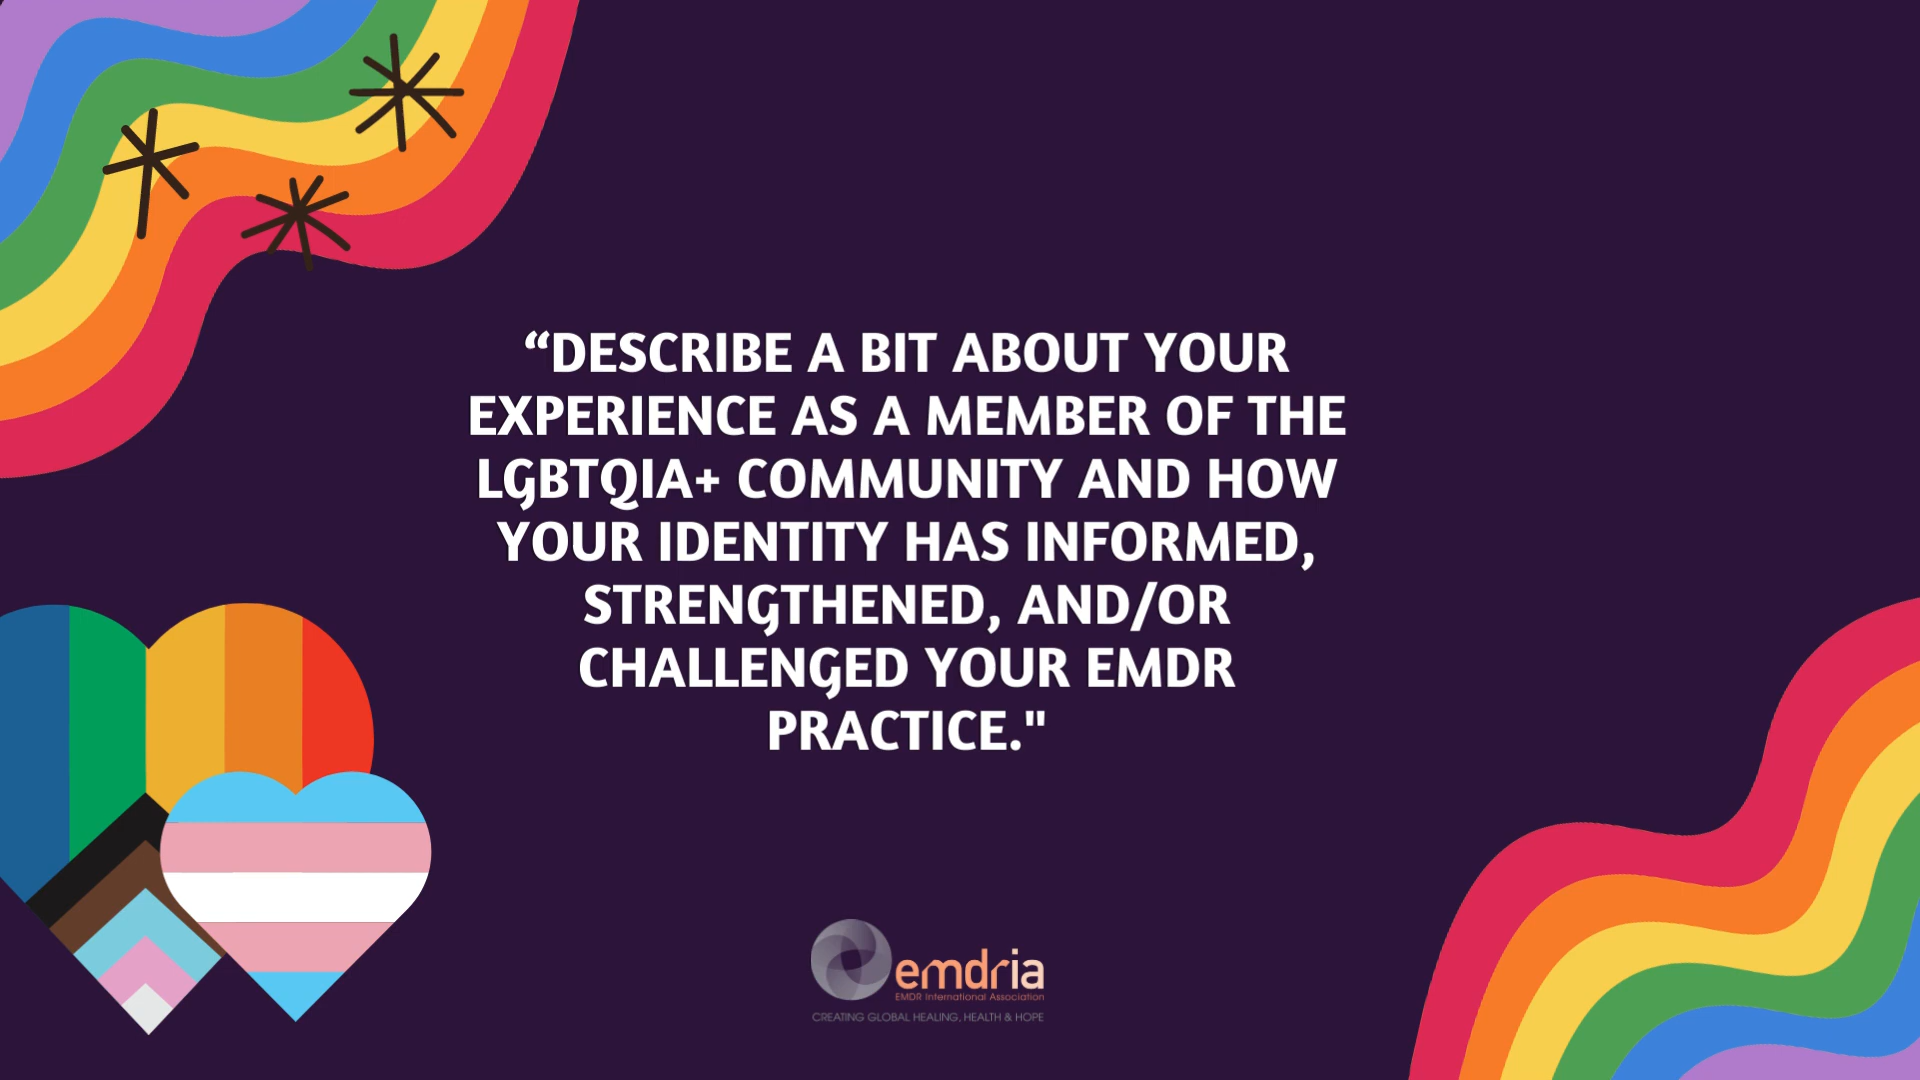 “DESCRIBE A BIT ABOUT YOUR
EXPERIENCE AS A MEMBER OF THE
LGBTQIA+ COMMUNITY AND HOW
YOUR IDENTITY HAS INFORMED,
STRENGTHENED, AND/OR
CHALLENGED YOUR EMDR
PRACTICE."
emdria
EMDR International Association
CREATING GLOBAL HEALING, HEALTH & HOPE